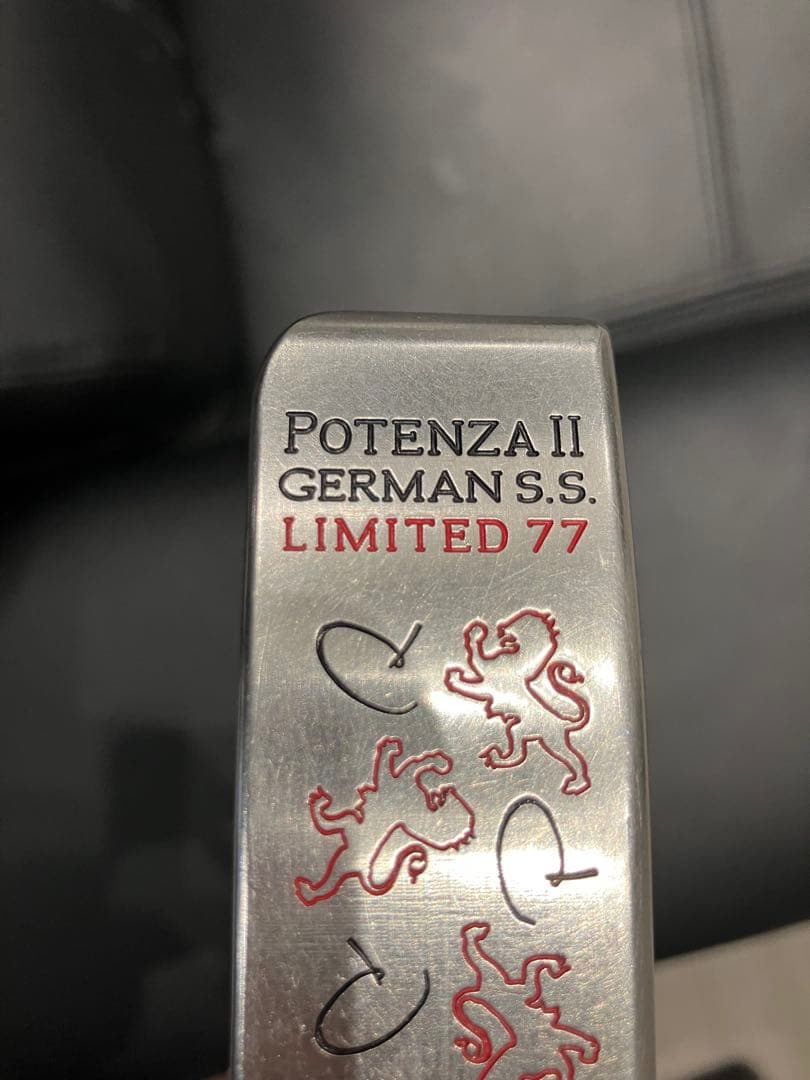 POTENZA II
GERMAN S.S.
LIMITED 77